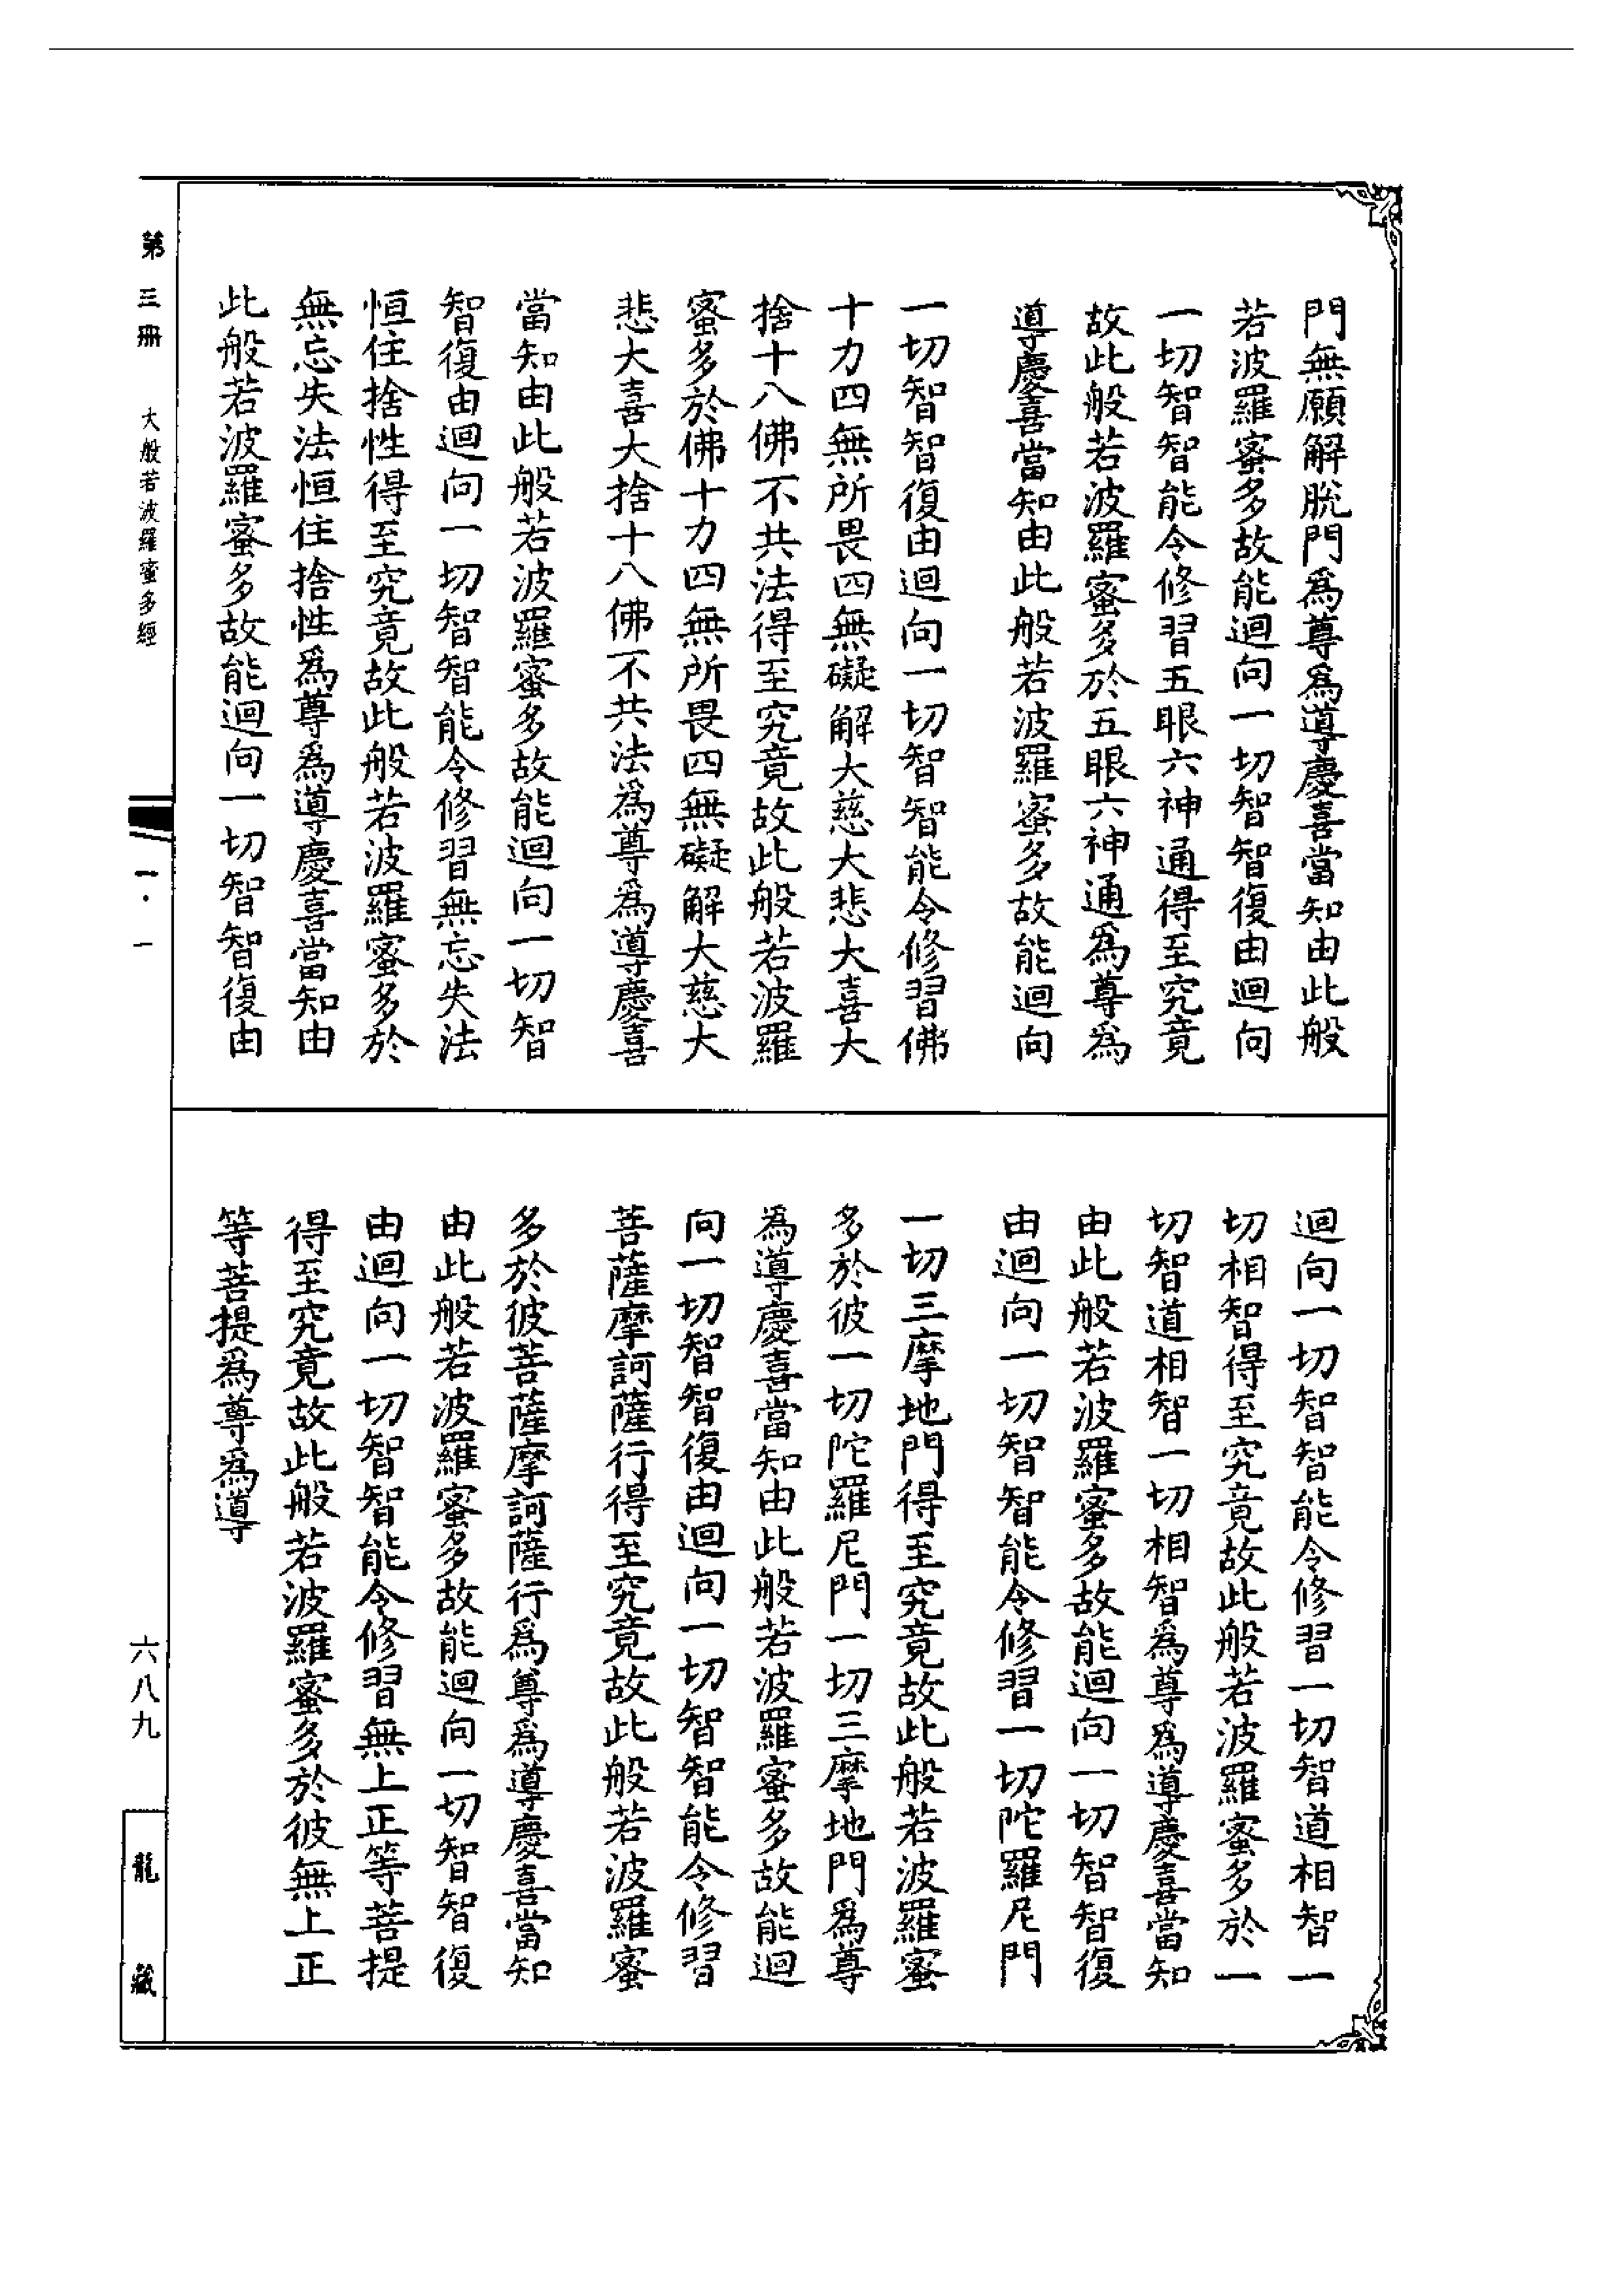 門無願解脫門爲尊爲導慶喜當知由此般
若波羅蜜多故能迴向一切智智復由迴向
一切智智能令修習五眼六神通得至究竟
故此般若波羅蜜多於五眼六神通爲尊爲
導慶喜當知由此般若波羅蜜多故能迴向
一切智智復由迴向一切智智能令修習佛
十力四無所畏四無礙解大慈大悲大喜大
捨十八佛不共法得至究竟故此般若波羅
蜜多於佛十力四無所畏四無礙解大慈大
悲大喜大捨十八佛不共法爲尊爲導慶喜
當知由此般若波羅蜜多故能迴向一切智
智復由迴向一切智智能令修習無忘失法
恒住捨性得至究竟故此般若波羅蜜多於
無忘失法恒住捨性爲尊爲導慶喜當知由
此般若波羅蜜多故能迴向一切智智復由
迴向一切智智能令修習一切智道相智一
切相智得至究竟故此般若波羅蜜多於一
切智道相智一切相智爲尊爲導慶喜當知
由此般若波羅蜜多故能迴向一切智智復
由迴向一切智智能令修習一切陀羅尼門
一切三摩地門得至究竟故此般若波羅蜜
多於彼一切陀羅尼門一切三摩地門爲尊
爲導慶喜當知由此般若波羅蜜多故能迴
向一切智智復由迴向一切智智能令修習
菩薩摩訶薩行得至究竟故此般若波羅蜜
多於彼菩薩摩訶薩行爲尊爲導慶喜當知
由此般若波羅蜜多故能迴向一切智智復
由迴向一切智智能令修習無上正等菩提
得至究竟故此般若波羅蜜多於彼無上正
等菩提爲尊爲導
第三册 大般若波羅蜜多經
一·一
六八九
龍藏